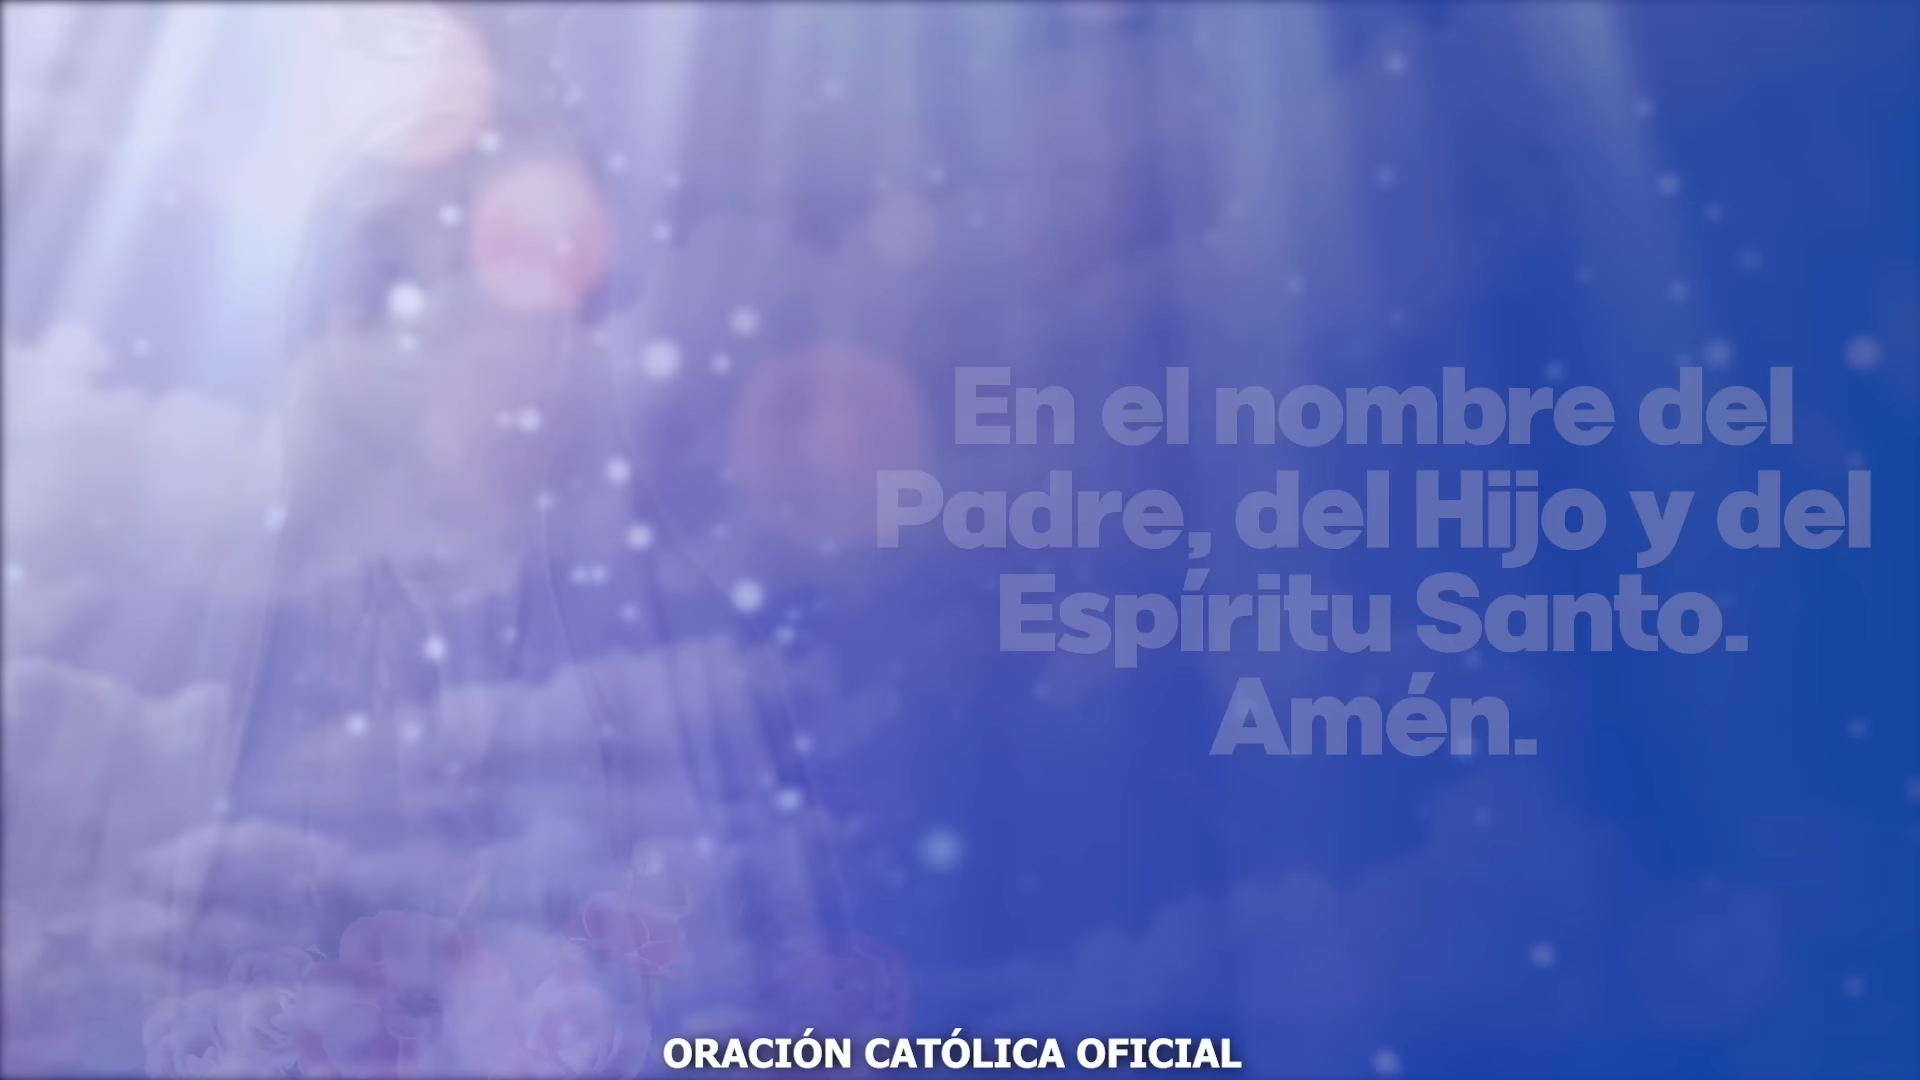 En el nombre del
Padre, del Hijo y del
Espíritu Santo.
Amén.
ORACIÓN CATÓLICA OFICIAL